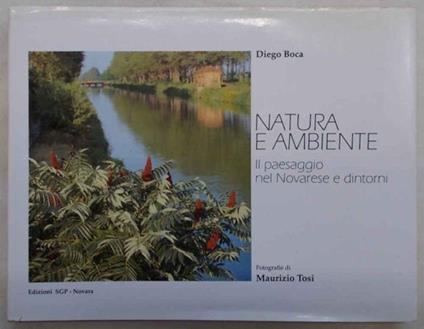 Diego Boca
NATURA
E AMBIENTE
Il paesaggio
nel Novarese e dintorni
Fotografie di
Maurizio Tosi
Edizioni SGP - Novara